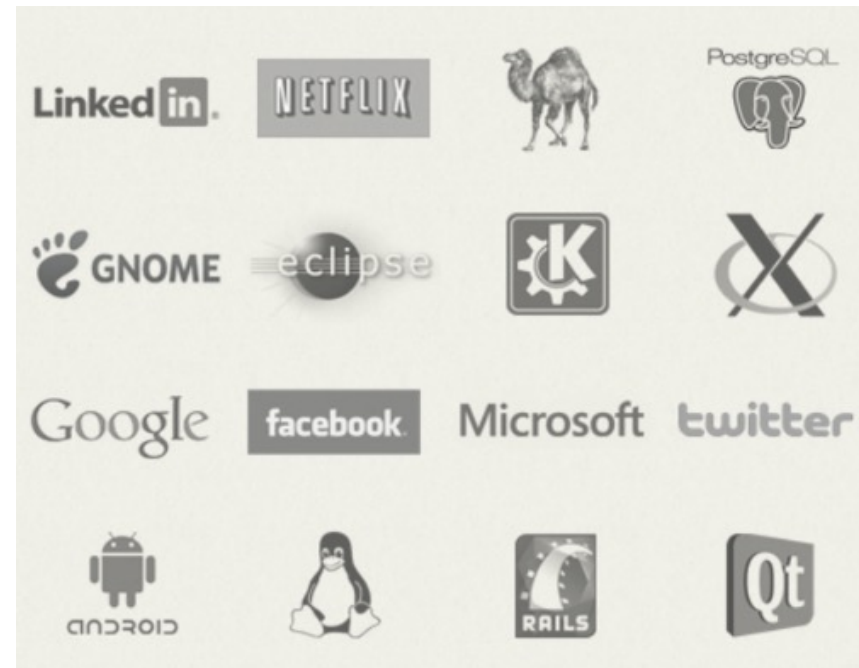 Linked in®
NETFLIX
PostgreSQL
GNOME
eclipse
K
X
Google
facebook
Microsoft
twitter
android
RAILS
Qt